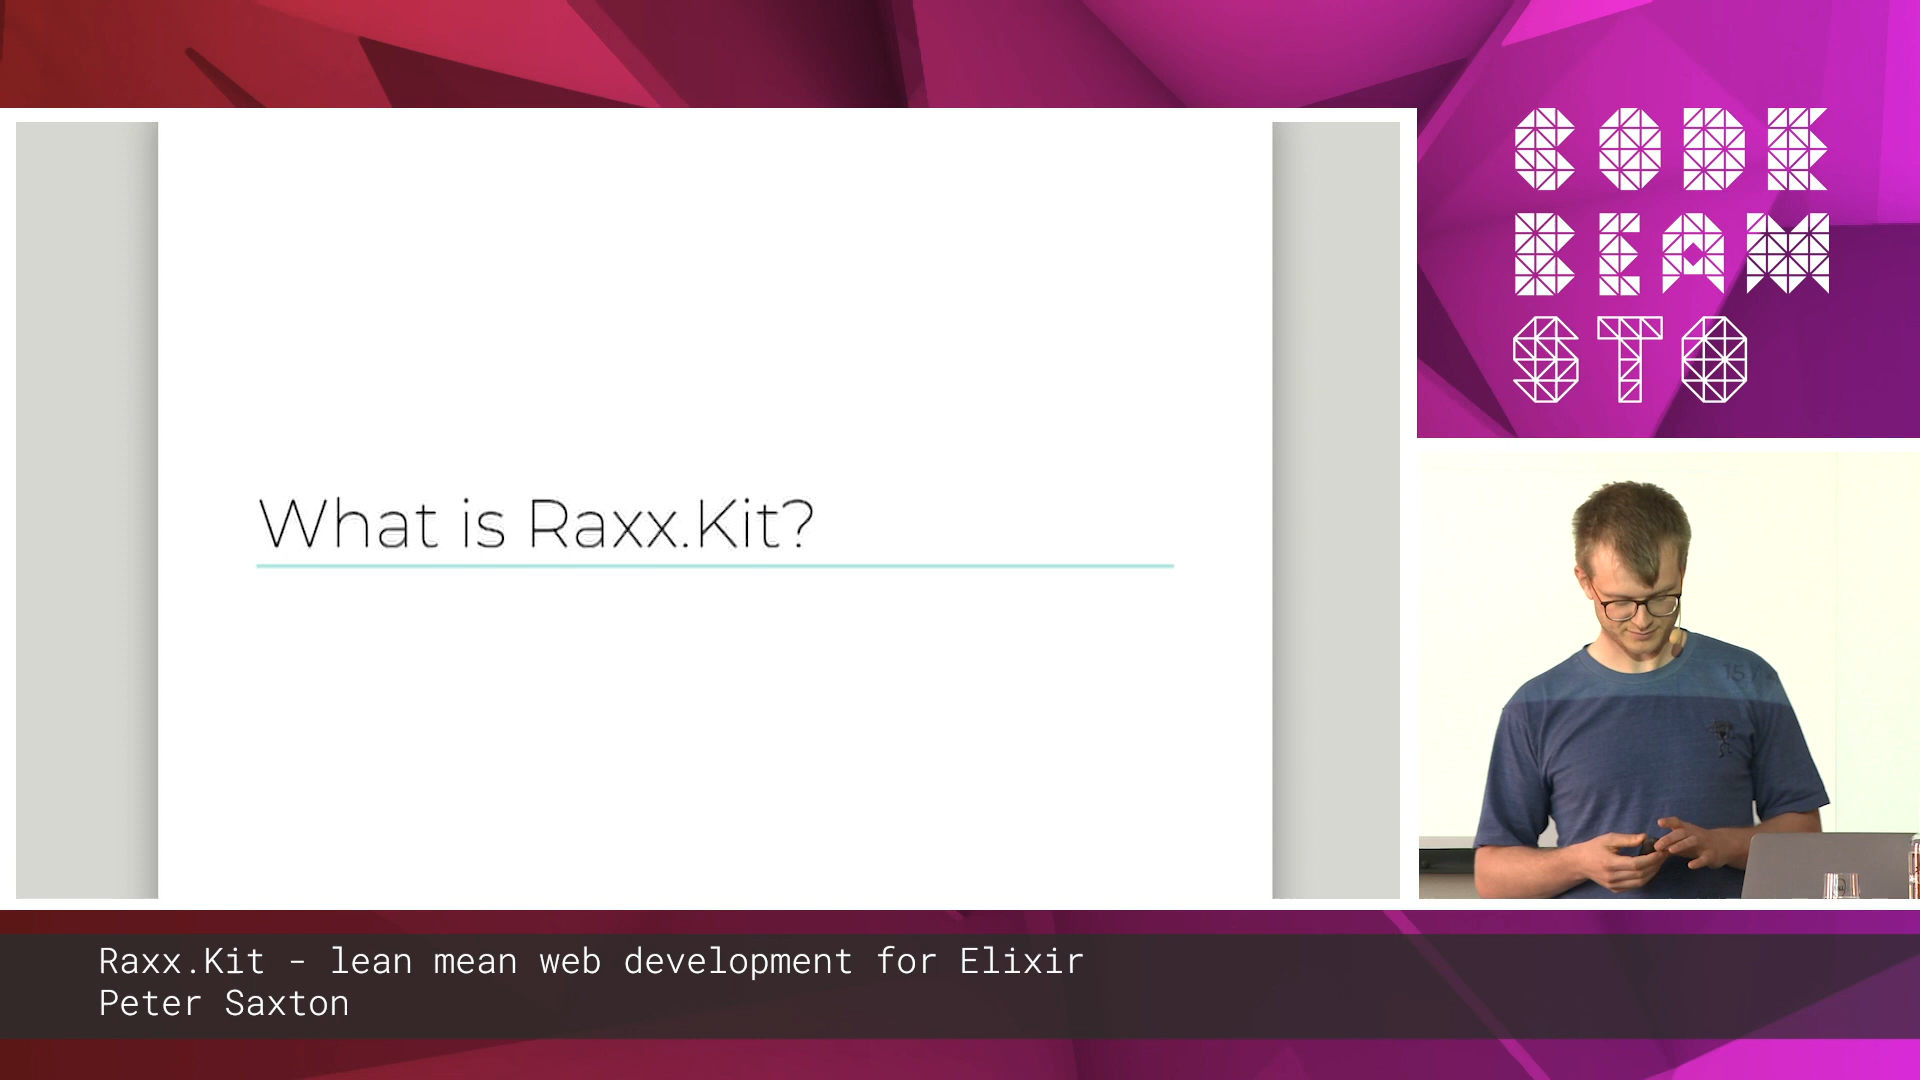 What is Raxx.Kit?
CODE
BEAM
STO
Raxx.Kit - lean mean web development for Elixir
Peter Saxton